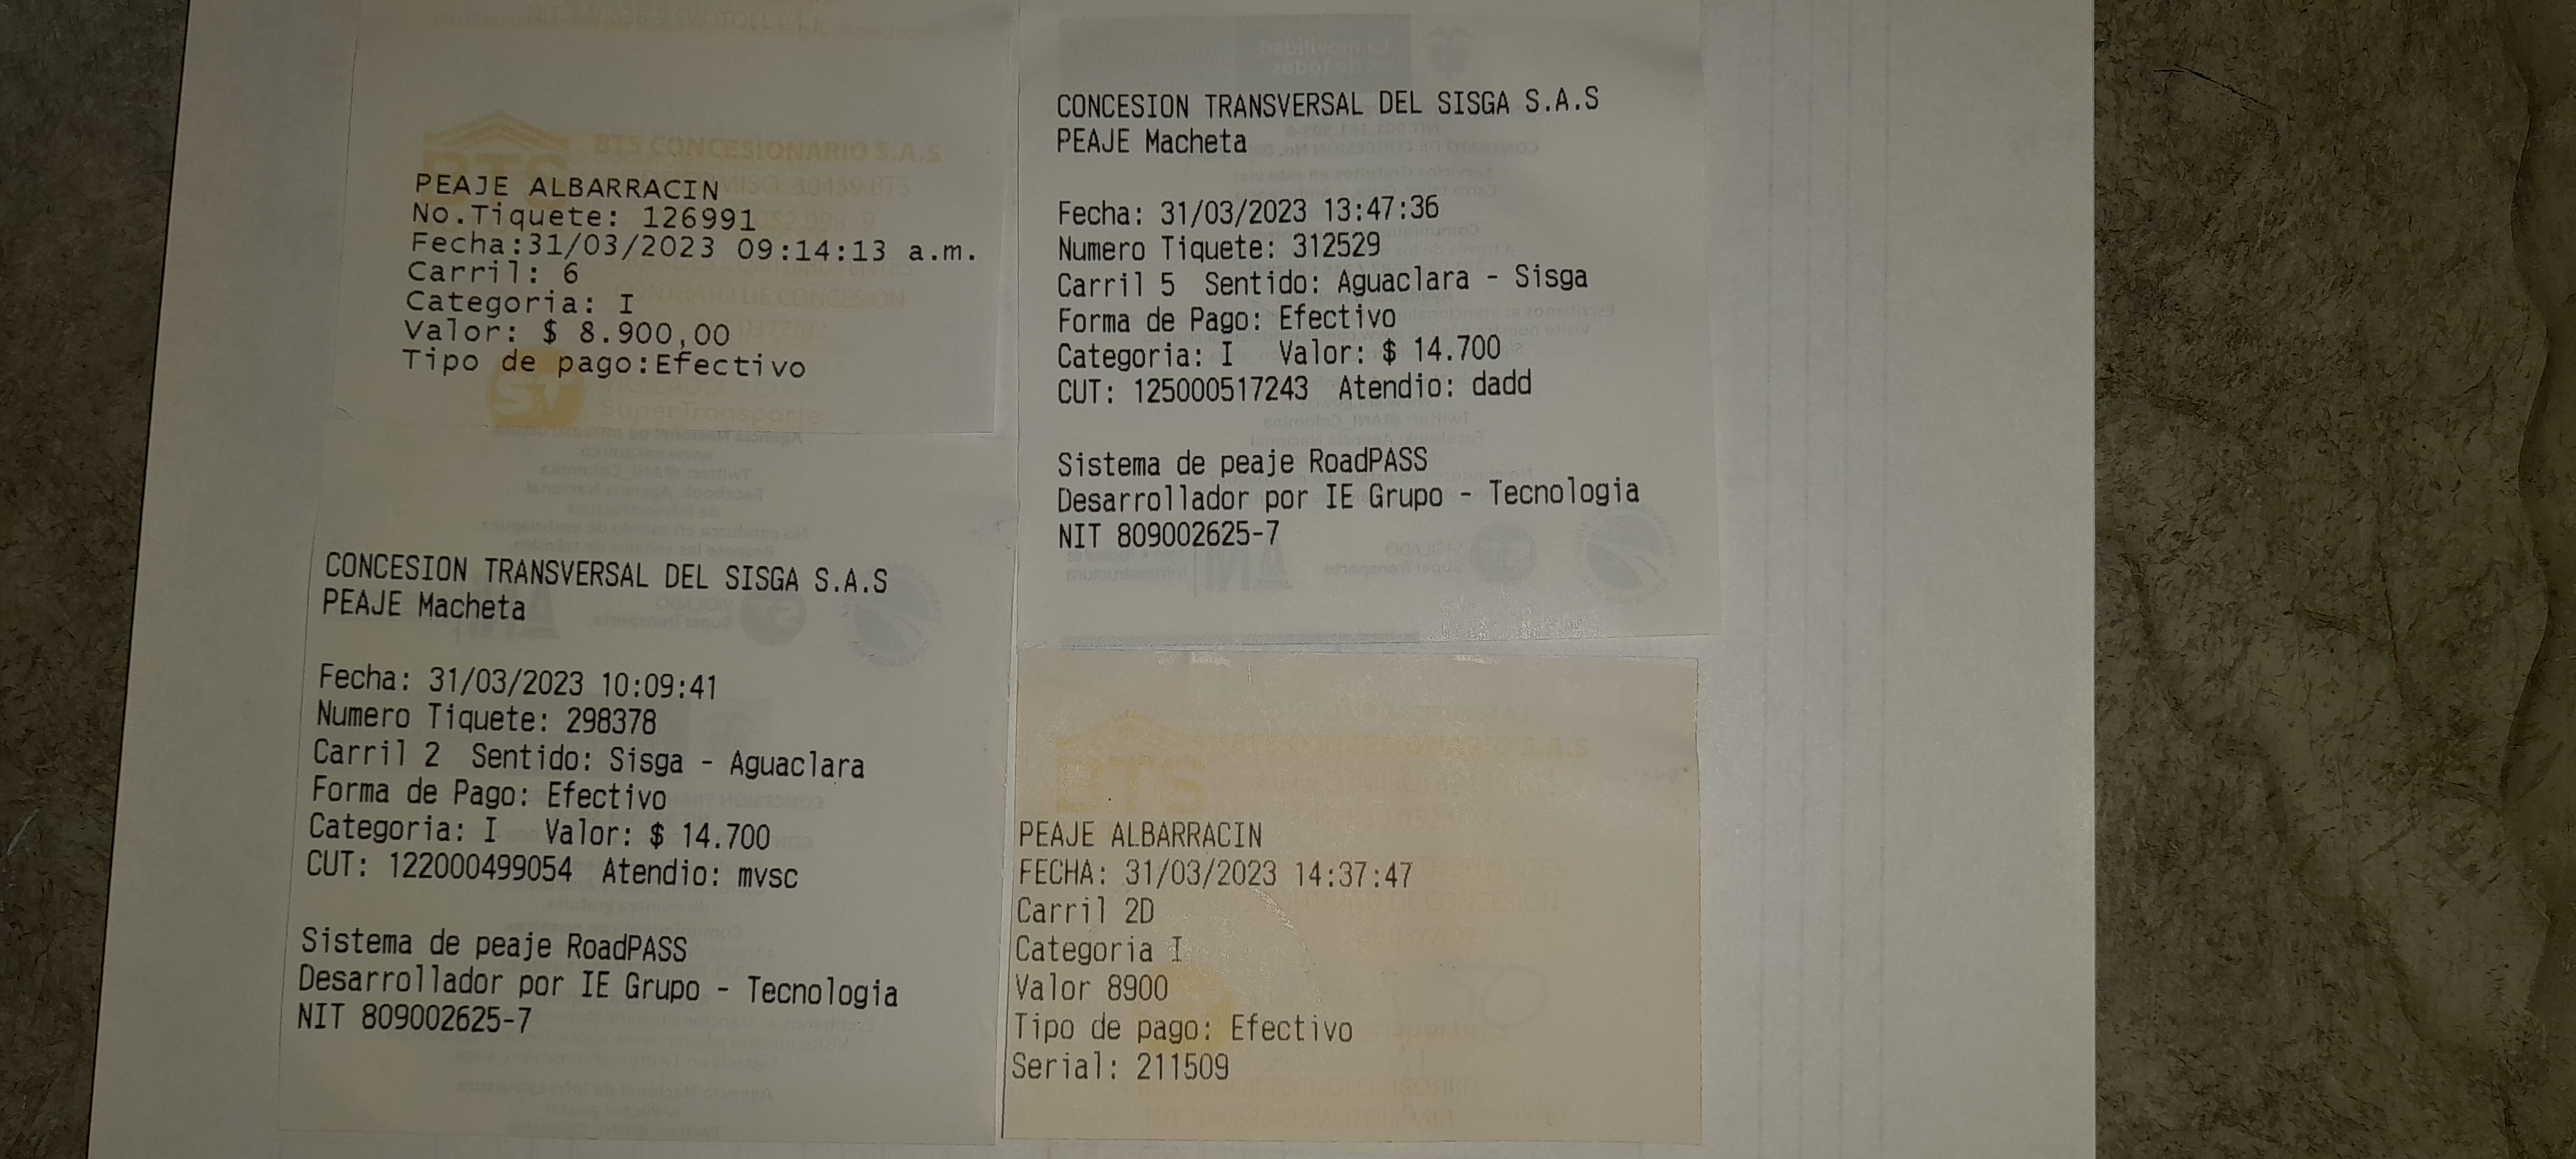 BTS CONCESIONARIO S.A.S
PEAJE ALBARRACIN
No.Tiquete: 126991
Fecha:31/03/2023 09:14:13 a.m.
Carril: 6
Categoria: I
Valor: $ 8.900,00
Tipo de pago:Efectivo
SuperTransporte
CONCESION TRANSVERSAL DEL SISGA S.A.S
PEAJE Macheta
Fecha: 31/03/2023 10:09:41
Numero Tiquete: 298378
Carril 2 Sentido: Sisga - Aguaclara
Forma de Pago: Efectivo
Categoria: I Valor: $ 14.700
CUT: 122000499054 Atendio: mvsc
Sistema de peaje RoadPASS
Desarrollador por IE Grupo - Tecnologia
NIT 809002625-7
CONCESION TRANSVERSAL DEL SISGA S.A.S
PEAJE Macheta
Fecha: 31/03/2023 13:47:36
Numero Tiquete: 312529
Carril 5 Sentido: Aguaclara - Sisga
Forma de Pago: Efectivo
Categoria: I Valor: $ 14.700
CUT: 125000517243 Atendio: dadd
Sistema de peaje RoadPASS
Desarrollador por IE Grupo - Tecnologia
NIT 809002625-7
BTS
PEAJE ALBARRACIN
FECHA: 31/03/2023 14:37:47
Carril 2D
Categoria I
Valor 8900
Tipo de pago: Efectivo
Serial: 211509